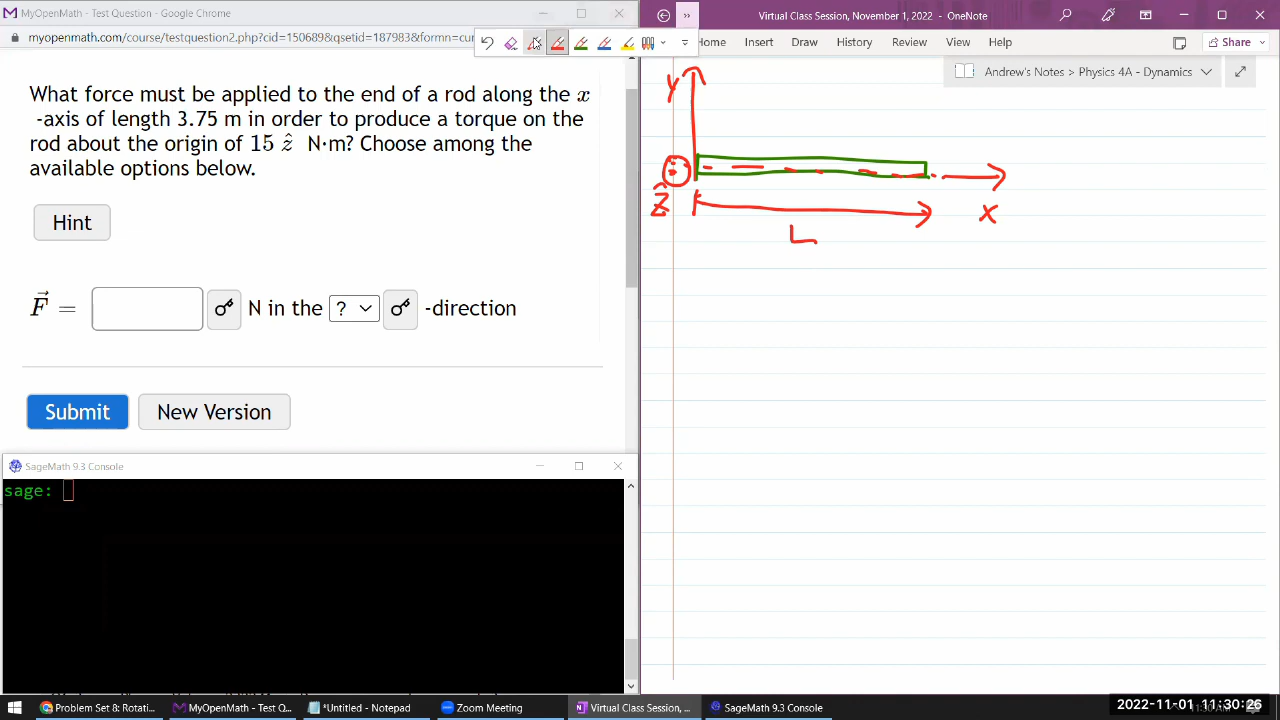 MyOpenMath - Test Question - Google Chrome
myopenmath.com/course/testquestion2.php?cid=150689&qsetid=187983&formn=cu
What force must be applied to the end of a rod along the x
-axis of length 3.75 m in order to produce a torque on the
rod about the origin of 15 ẑ N·m? Choose among the
available options below.
Hint
F⃗ = N in the ? -direction
Submit New Version
SageMath 9.3 Console
sage:
Virtual Class Session, November 1, 2022 - OneNote
Home Insert Draw History Review View Help Share
Andrew's Notes > Physics 4A - Dynamics
y
ẑ
x
L
Problem Set 8: Rotati... MyOpenMath - Test Q... *Untitled - Notepad Zoom Meeting Virtual Class Session, ... SageMath 9.3 Console
2022-11-01 11:30:26